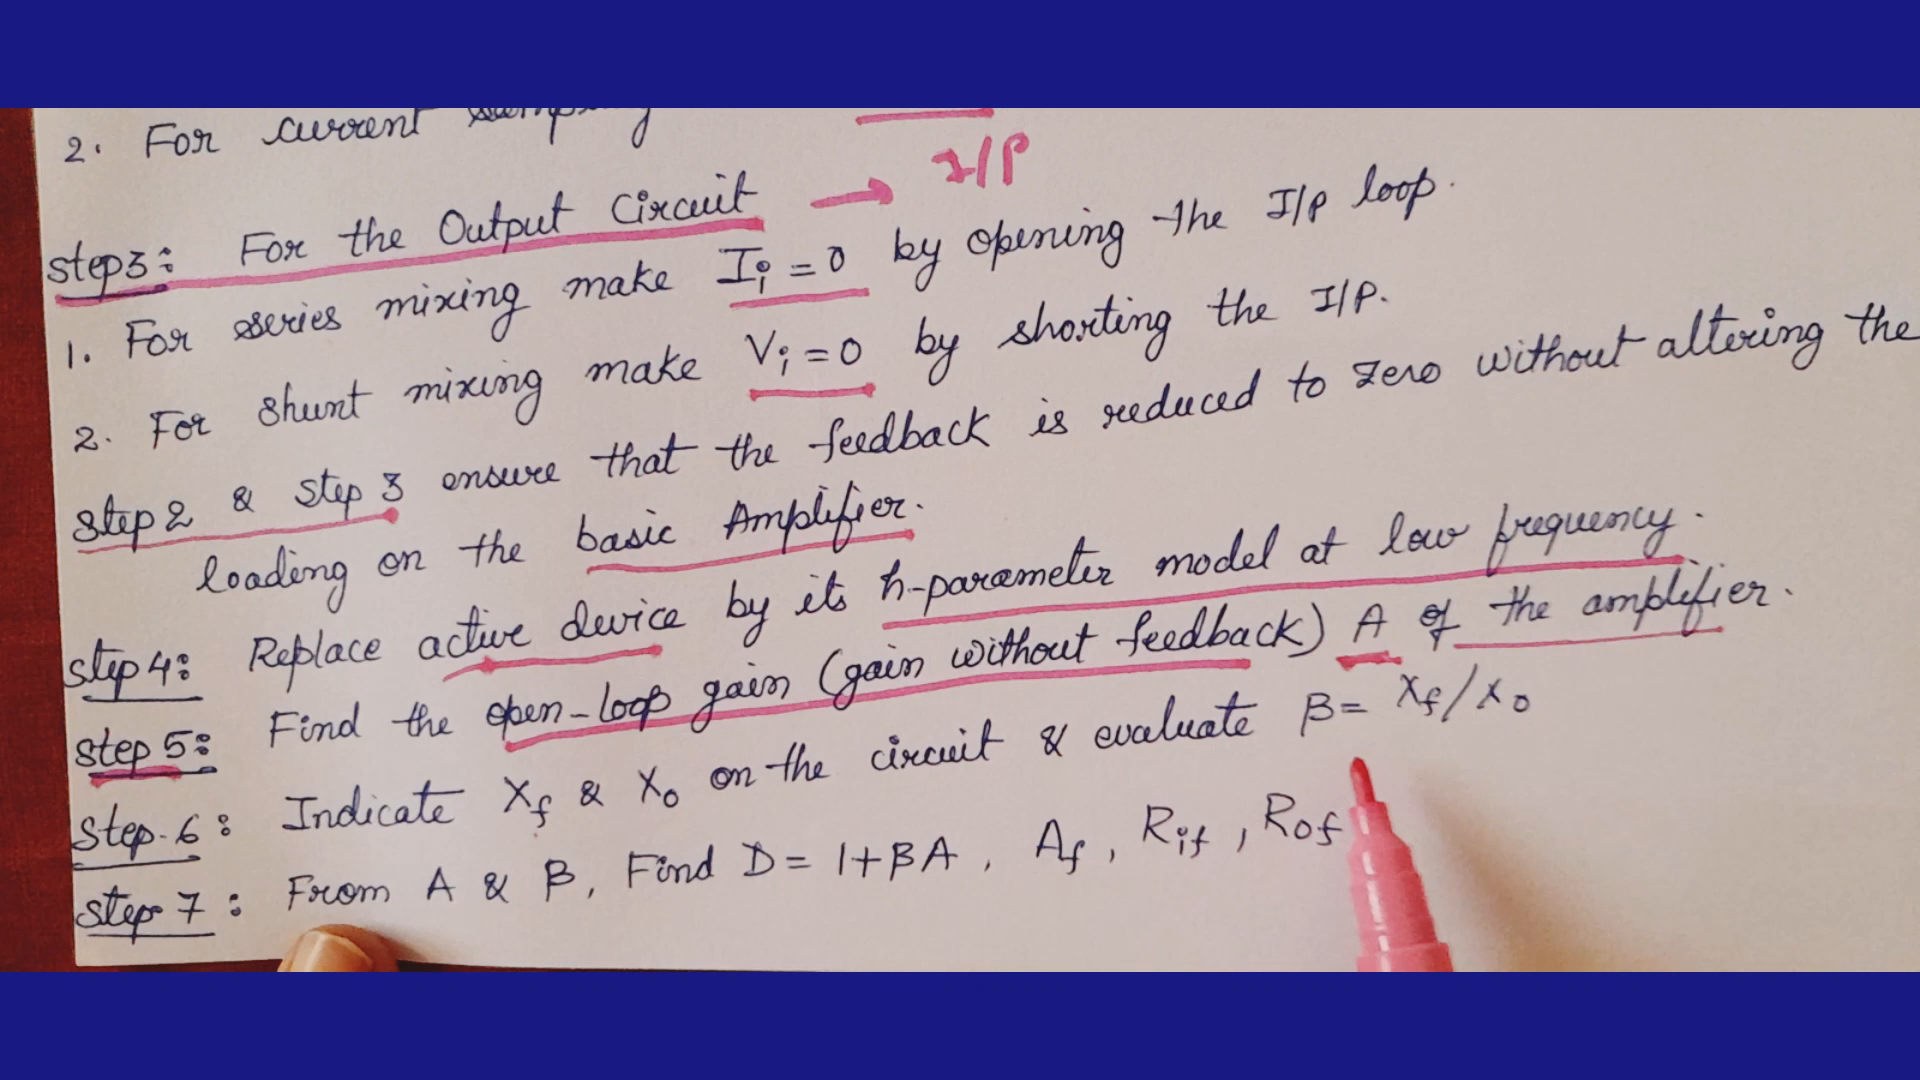 2. For current sampling
→ I/P
Step3: For the Output Circuit
1. For series mixing make Ii = 0 by opening the I/P loop.
2. For shunt mixing make Vi = 0 by shorting the I/P.
Step 2 & Step 3 ensure that the feedback is reduced to zero without altering the
loading on the basic Amplifier.
Step 4: Replace active device by its h-parameter model at low frequency.
Step 5: Find the open-loop gain (gain without feedback) A of the amplifier.
Step-6: Indicate Xf & Xo on the circuit & evaluate β = Xf/Xo
Step-7: From A & β, Find D = 1+βA, Af, Rif, Rof